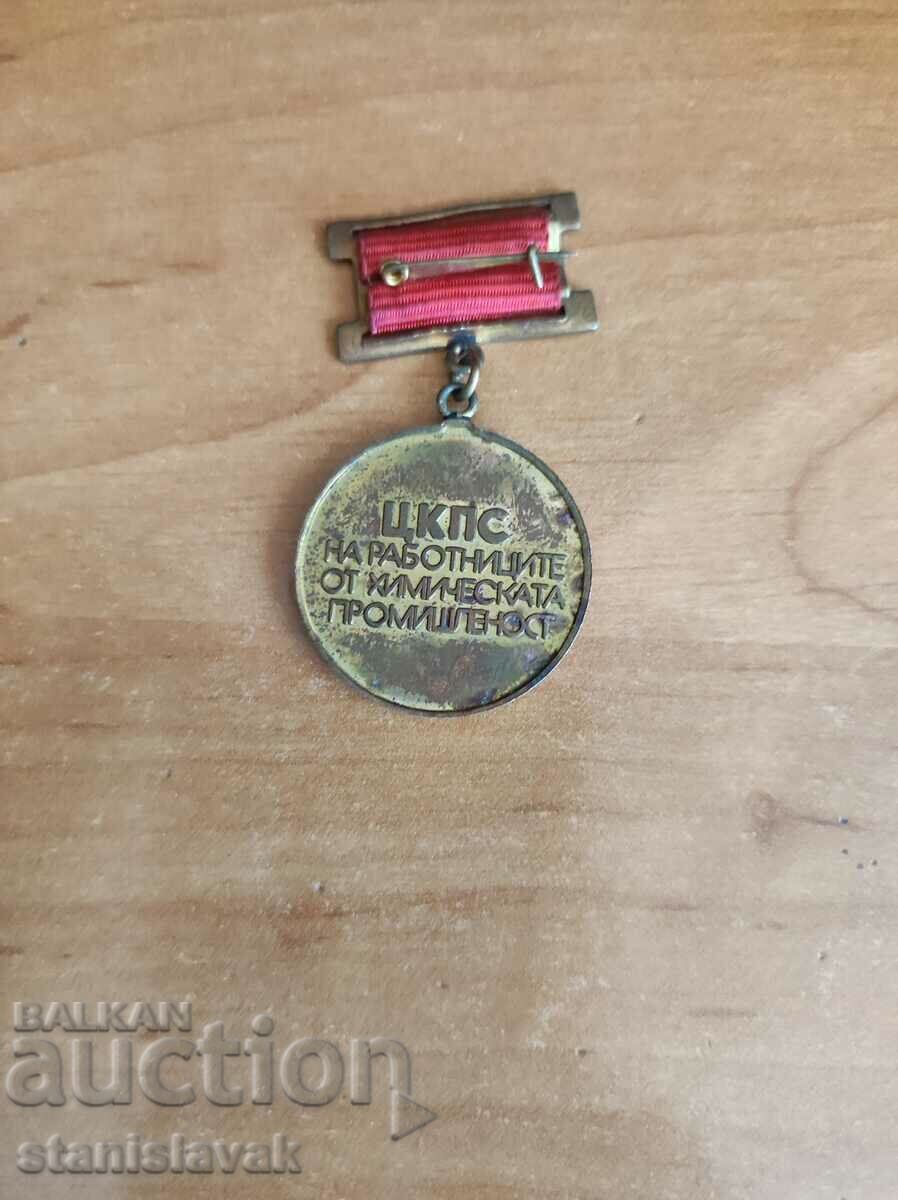 ЦКПС
НА РАБОТНИЦИТЕ
ОТ ХИМИЧЕСКАТА
ПРОМИШЛЕНОСТ
BALKAN
auction
stanislavak